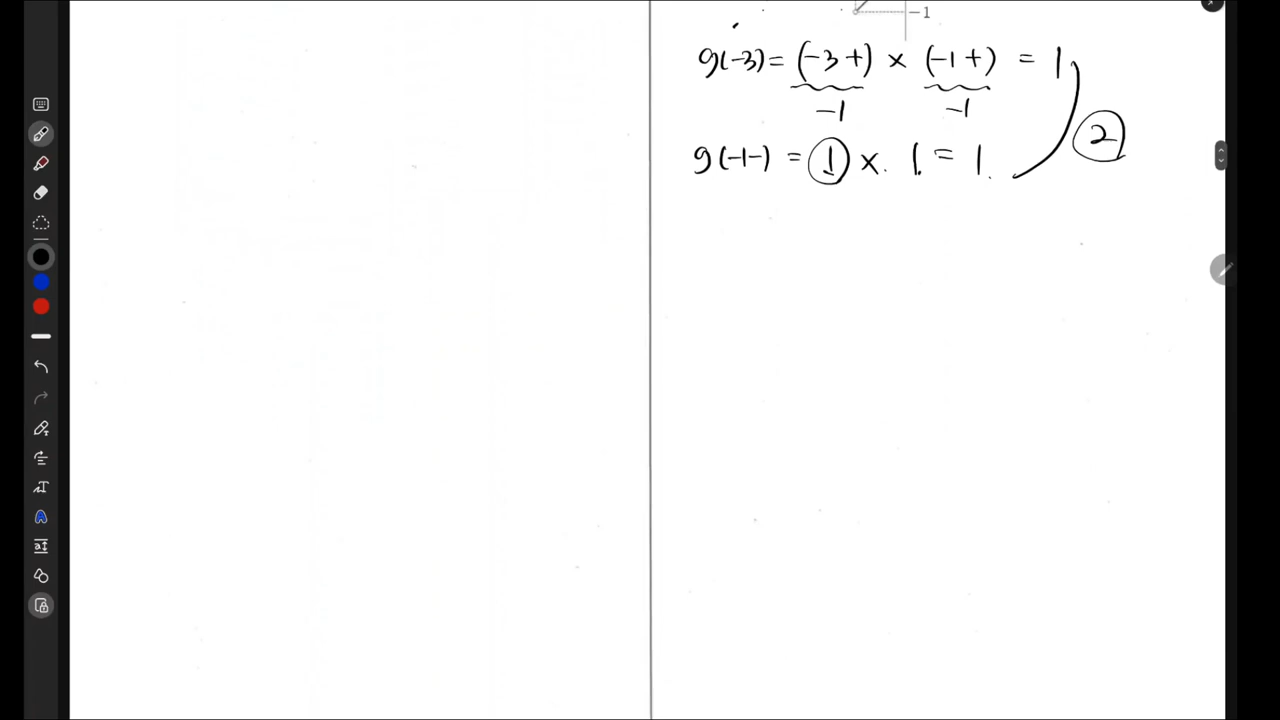 -1
g(-3) = (-3+) × (-1+) = 1
-1 -1
②
g(-1-) = ① × 1 = 1